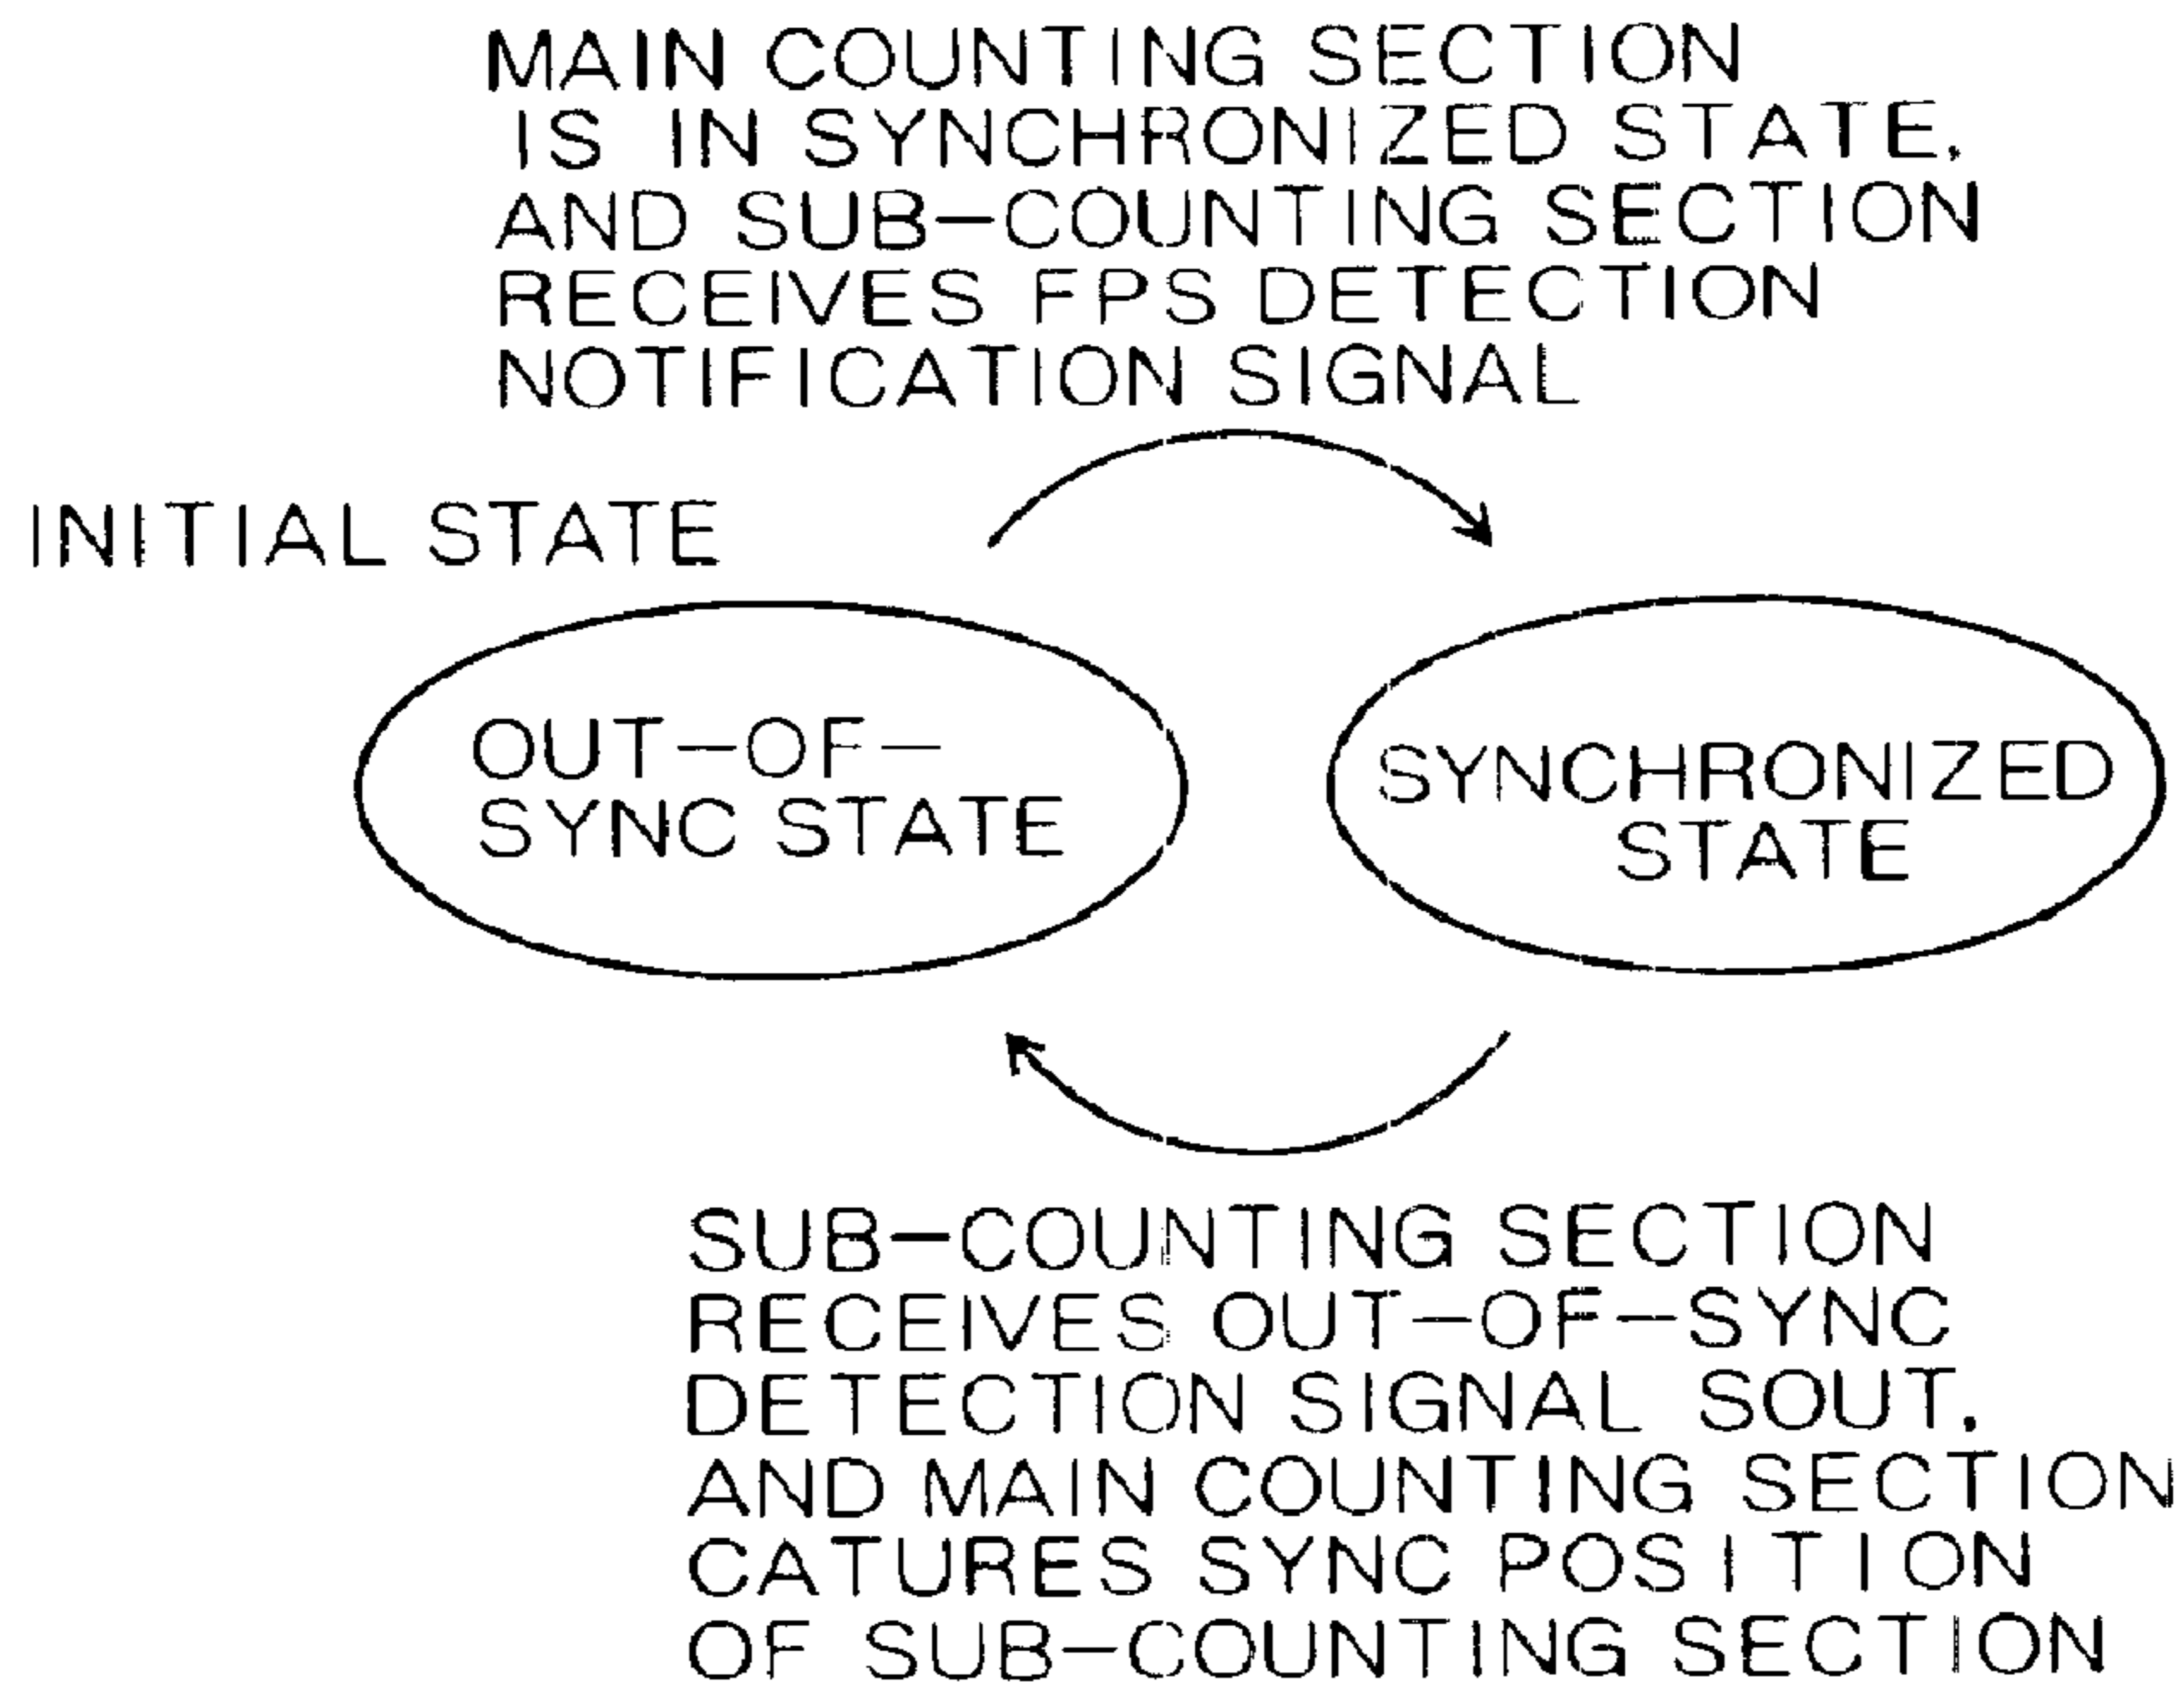 MAIN COUNTING SECTION
IS IN SYNCHRONIZED STATE,
AND SUB-COUNTING SECTION
RECEIVES FPS DETECTION
NOTIFICATION SIGNAL
INITIAL STATE
OUT-OF-
SYNC STATE
SYNCHRONIZED
STATE
SUB-COUNTING SECTION
RECEIVES OUT-OF-SYNC
DETECTION SIGNAL SOUT,
AND MAIN COUNTING SECTION
CATURES SYNC POSITION
OF SUB-COUNTING SECTION